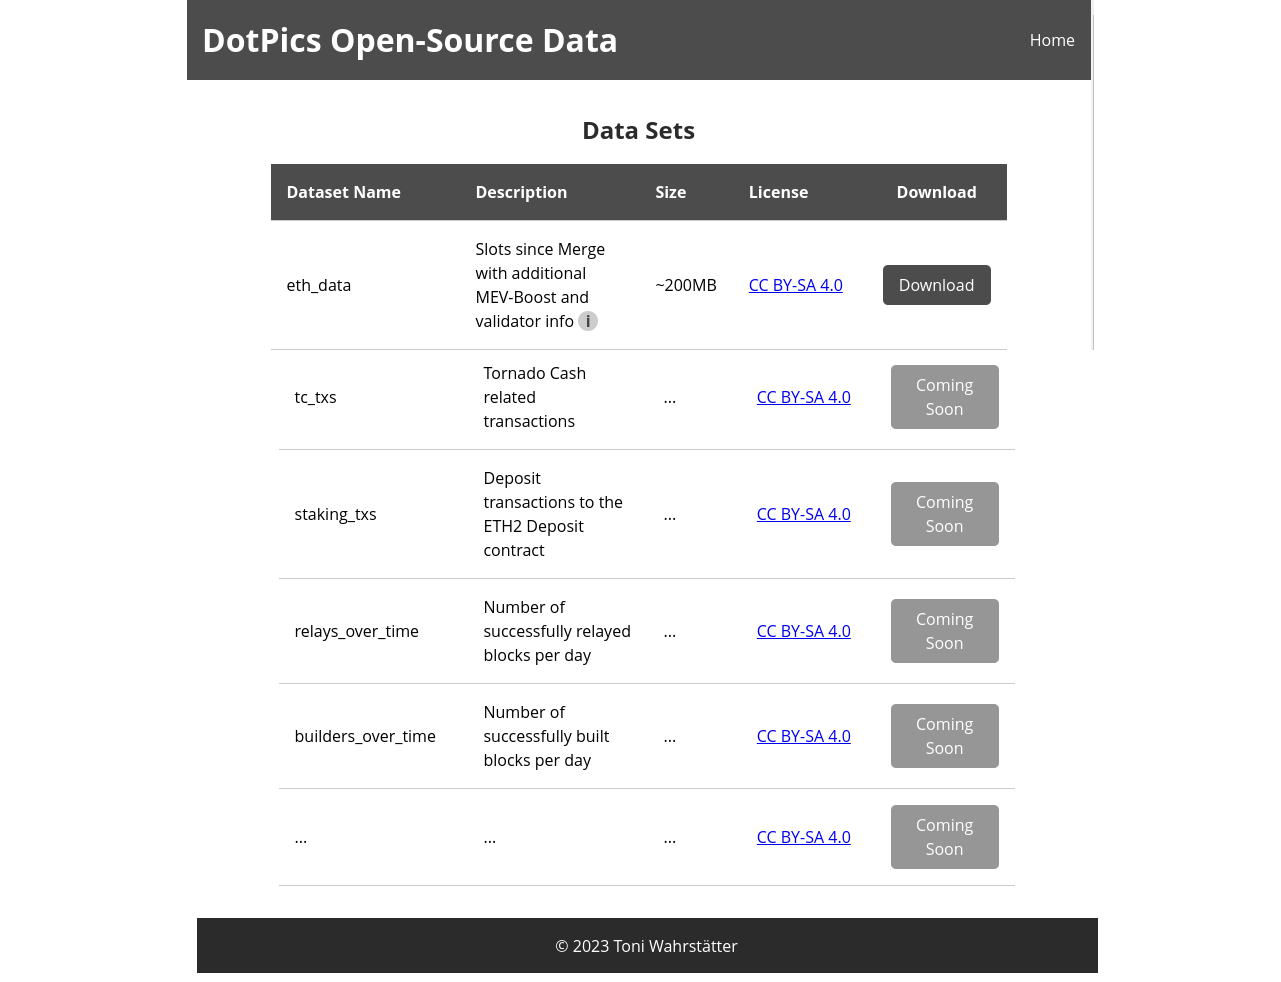 DotPics Open-Source Data
Home
Data Sets
Dataset Name Description Size License Download
eth_data
Slots since Merge
with additional
MEV-Boost and
validator info i
~200MB
CC BY-SA 4.0
Download
tc_txs
Tornado Cash
related
transactions
...
CC BY-SA 4.0
Coming
Soon
staking_txs
Deposit
transactions to the
ETH2 Deposit
contract
...
CC BY-SA 4.0
Coming
Soon
relays_over_time
Number of
successfully relayed
blocks per day
...
CC BY-SA 4.0
Coming
Soon
builders_over_time
Number of
successfully built
blocks per day
...
CC BY-SA 4.0
Coming
Soon
...
...
...
CC BY-SA 4.0
Coming
Soon
© 2023 Toni Wahrstätter